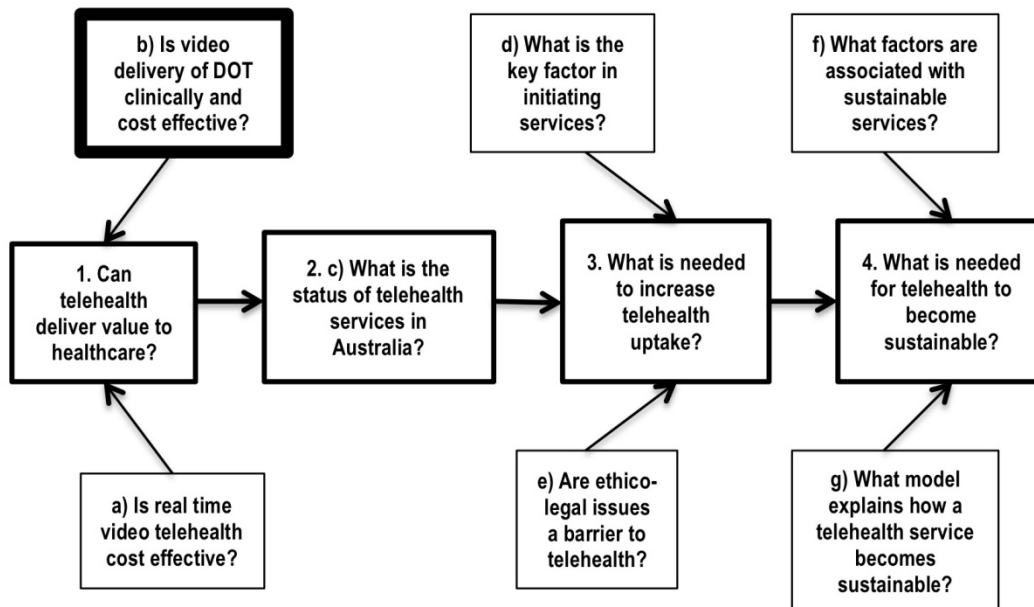 b) Is video
delivery of DOT
clinically and
cost effective?
d) What is the
key factor in
initiating
services?
f) What factors are
associated with
sustainable
services?
1. Can
telehealth
deliver value to
healthcare?
2. c) What is the
status of telehealth
services in
Australia?
3. What is needed
to increase
telehealth
uptake?
4. What is needed
for telehealth to
become
sustainable?
a) Is real time
video telehealth
cost effective?
e) Are ethico-
legal issues
a barrier to
telehealth?
g) What model
explains how a
telehealth service
becomes
sustainable?